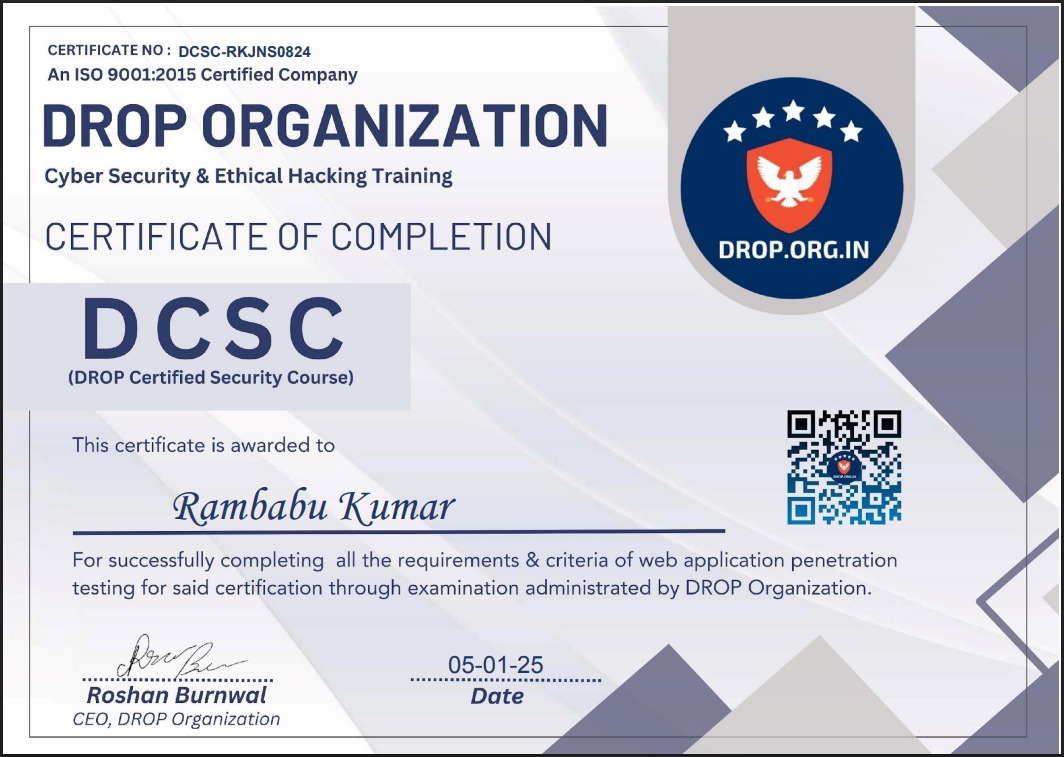 CERTIFICATE NO : DCSC-RKJNS0824
An ISO 9001:2015 Certified Company
DROP ORGANIZATION
Cyber Security & Ethical Hacking Training
CERTIFICATE OF COMPLETION
DROP.ORG.IN
DCSC
(DROP Certified Security Course)
This certificate is awarded to
Rambabu Kumar
For successfully completing all the requirements & criteria of web application penetration
testing for said certification through examination administrated by DROP Organization.
05-01-25
Roshan Burnwal
Date
CEO, DROP Organization